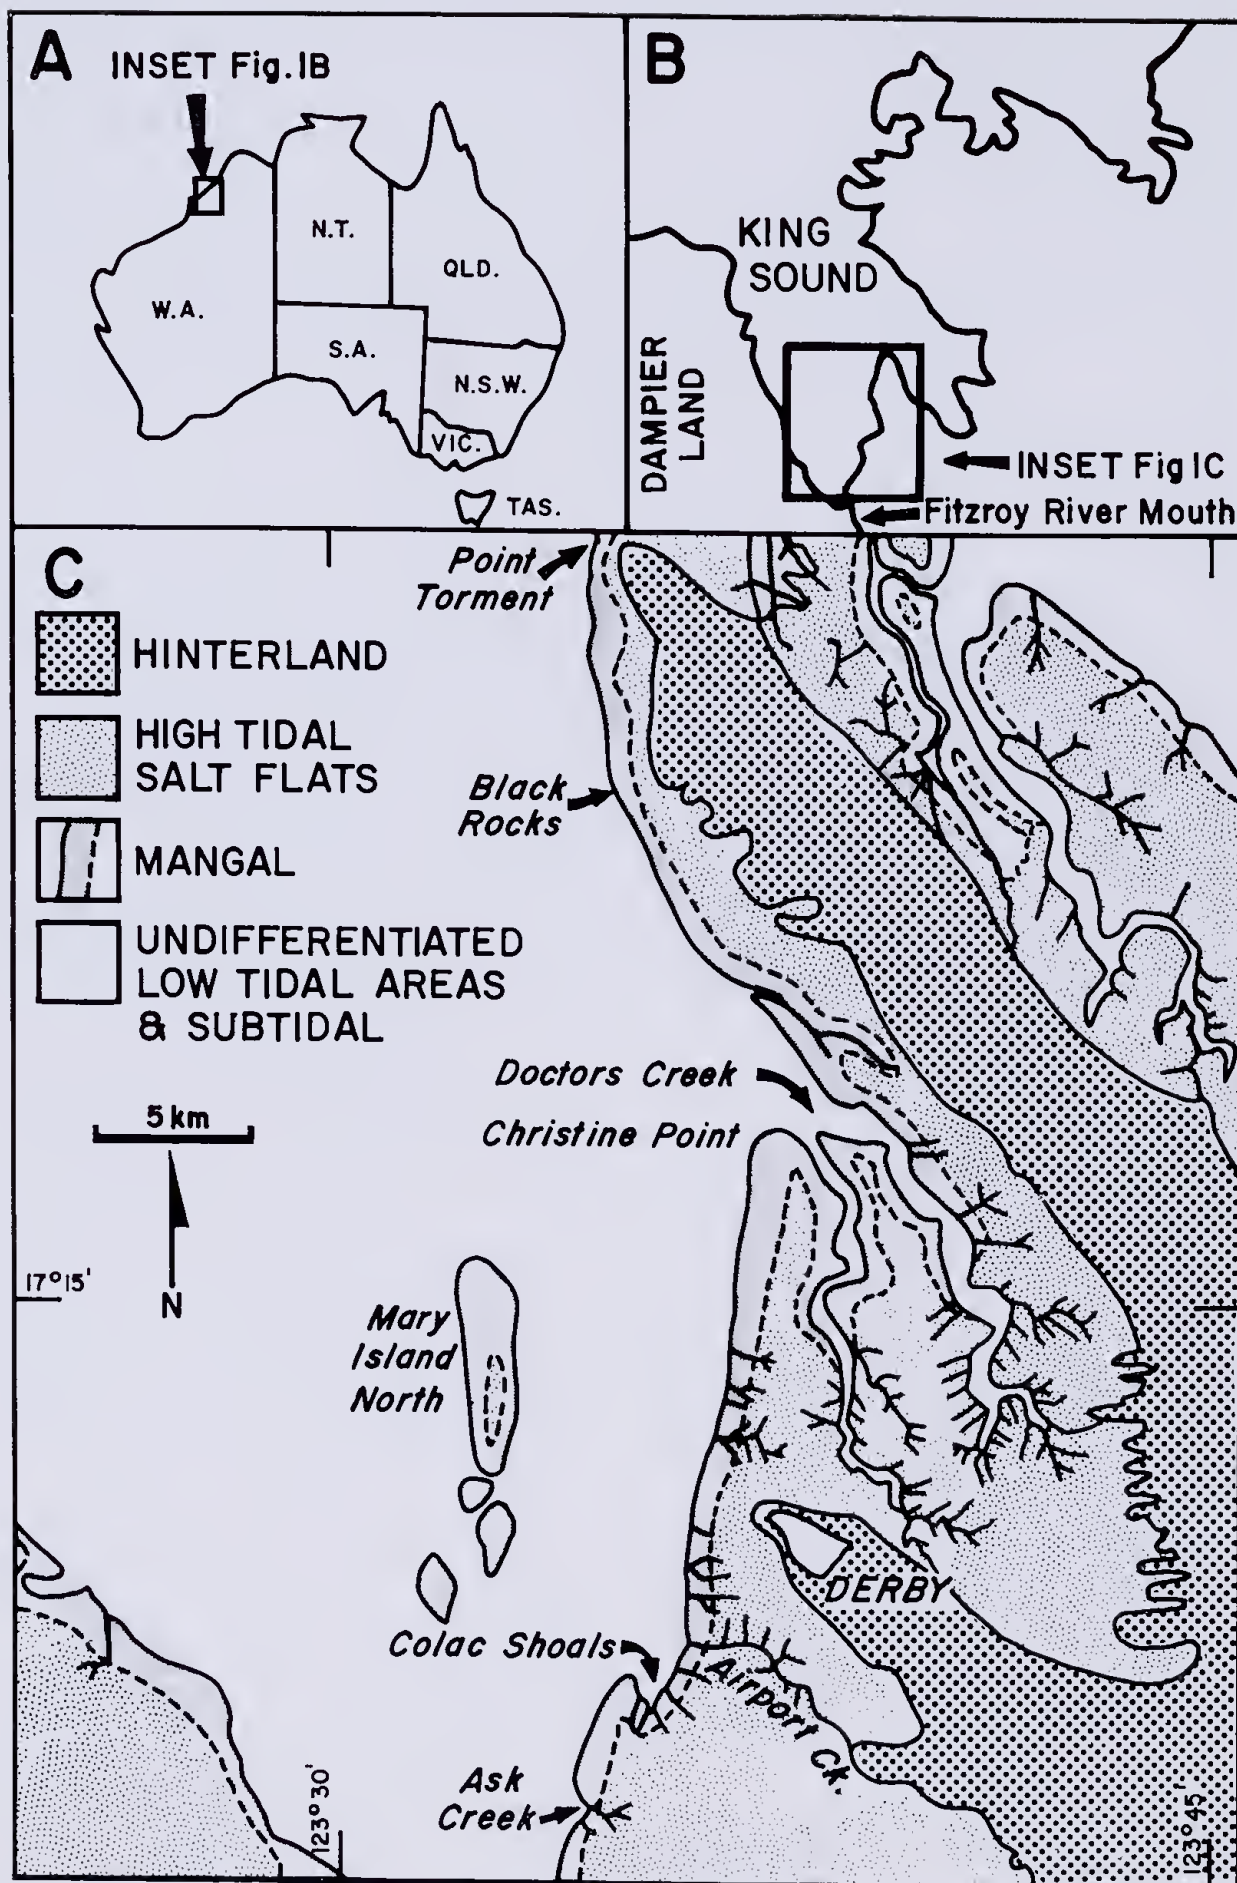 A
INSET Fig.1B
W.A.
N.T.
QLD.
S.A.
N.S.W.
VIC.
TAS.
B
KING
SOUND
DAMPIER
LAND
INSET Fig 1C
Fitzroy River Mouth
C
HINTERLAND
HIGH TIDAL
SALT FLATS
MANGAL
UNDIFFERENTIATED
LOW TIDAL AREAS
& SUBTIDAL
5 km
N
Point
Torment
Black
Rocks
Doctors Creek
Christine Point
17°15'
Mary
Island
North
DERBY
Colac Shoals
Airport Ck.
Ask
Creek
123°30'
123°45'